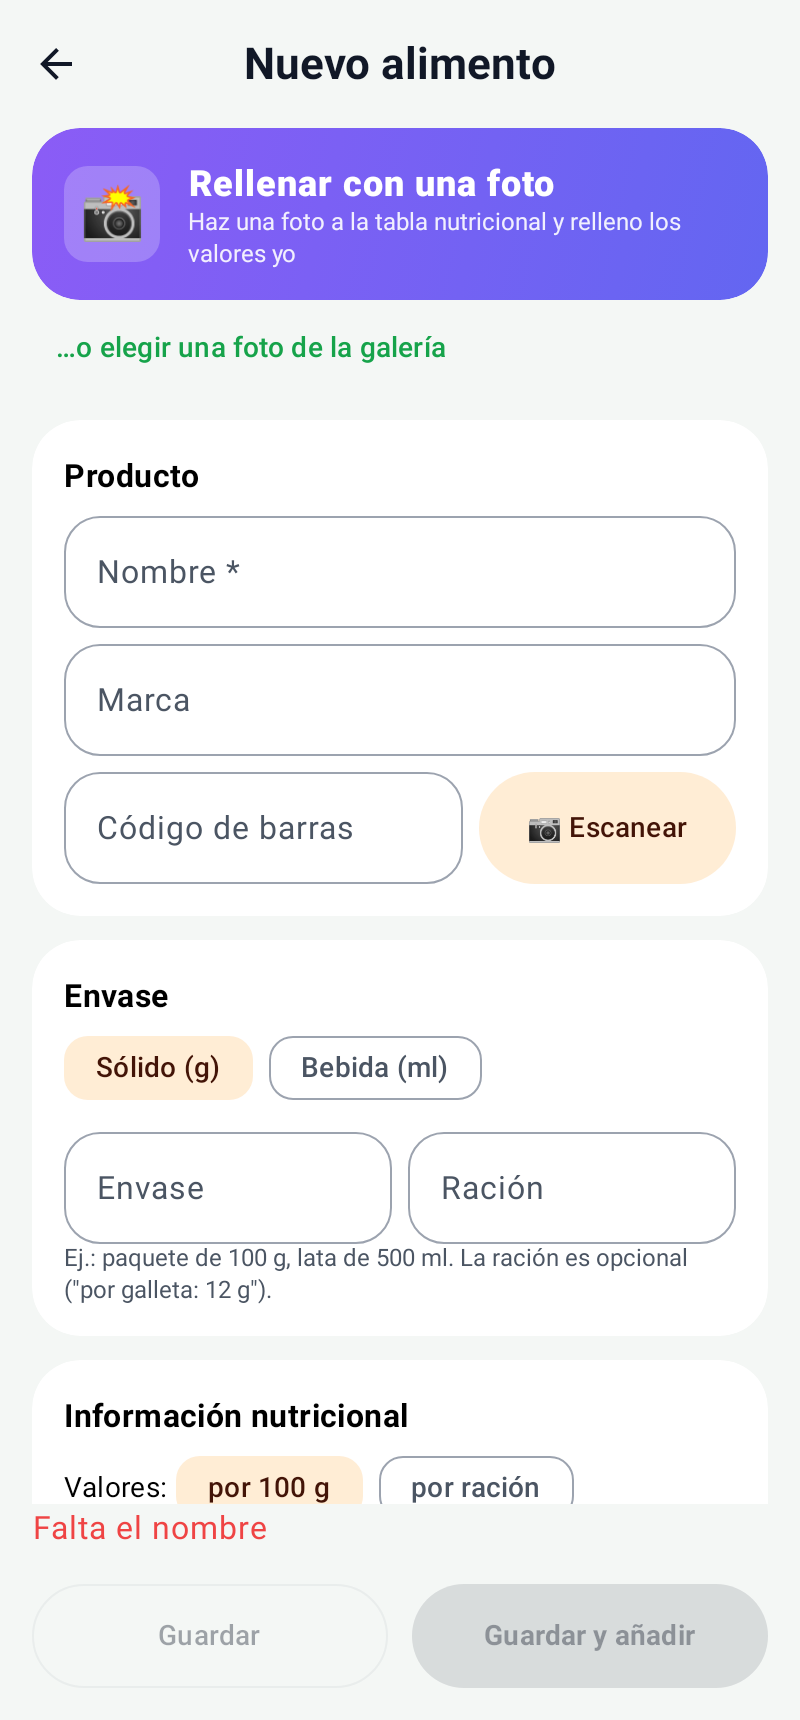 Nuevo alimento
Rellenar con una foto
Haz una foto a la tabla nutricional y relleno los
valores yo
...o elegir una foto de la galería
Producto
Nombre *
Marca
Código de barras
Escanear
Envase
Sólido (g)
Bebida (ml)
Envase
Ración
Ej.: paquete de 100 g, lata de 500 ml. La ración es opcional
("por galleta: 12 g").
Información nutricional
Valores:
por 100 g
por ración
Falta el nombre
Guardar
Guardar y añadir